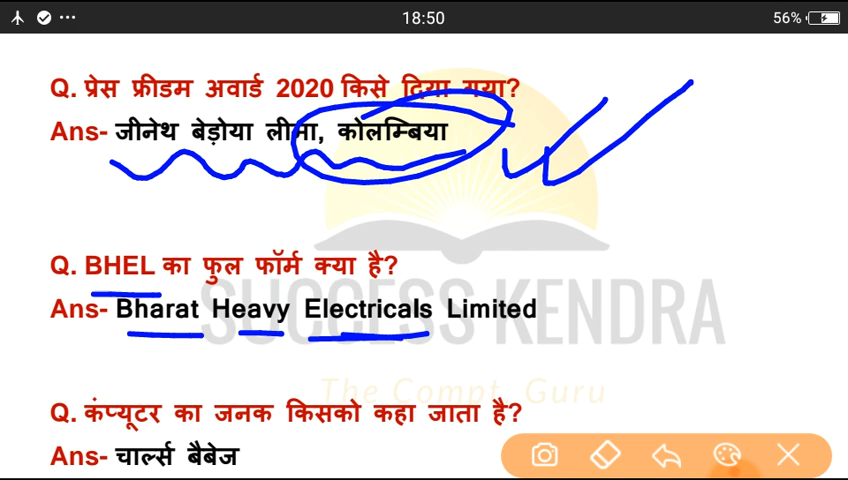 18:50
56%
Q. प्रेस फ्रीडम अवार्ड 2020 किसे दिया गया?
Ans- जीनेथ बेड़ोया लीमा, कोलम्बिया
Q. BHEL का फुल फॉर्म क्या है?
Ans- Bharat Heavy Electricals Limited
SUCCESS KENDRA
The Compt. Guru
Q. कंप्यूटर का जनक किसको कहा जाता है?
Ans- चार्ल्स बैबेज